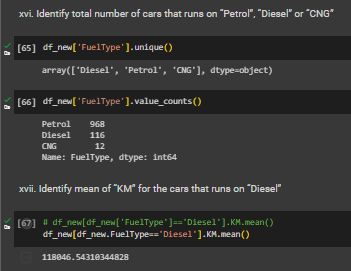 xvi. Identify total number of cars that runs on "Petrol", "Diesel" or "CNG"
[65] df_new['FuelType'].unique()
array(['Diesel', 'Petrol', 'CNG'], dtype=object)
[66] df_new['FuelType'].value_counts()
Petrol 968
Diesel 116
CNG 12
Name: FuelType, dtype: int64
xvii. Identify mean of "KM" for the cars that runs on "Diesel"
[67] # df_new[df_new['FuelType']=='Diesel'].KM.mean()
df_new[df_new.FuelType=='Diesel'].KM.mean()
118046.54310344828